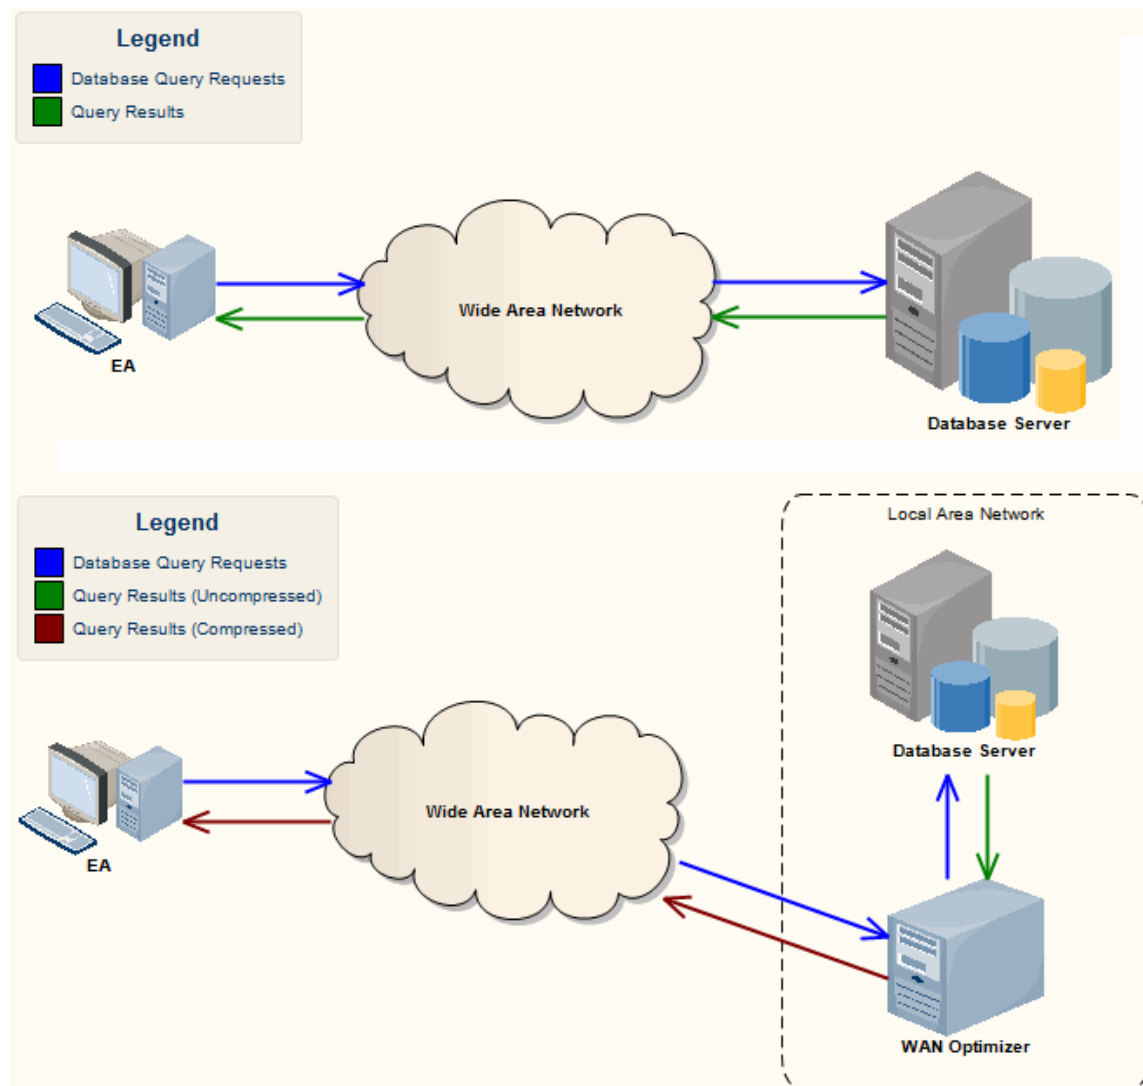 Legend
Database Query Requests
Query Results
Wide Area Network
EA
Database Server
Legend
Database Query Requests
Query Results (Uncompressed)
Query Results (Compressed)
Local Area Network
Database Server
Wide Area Network
EA
WAN Optimizer